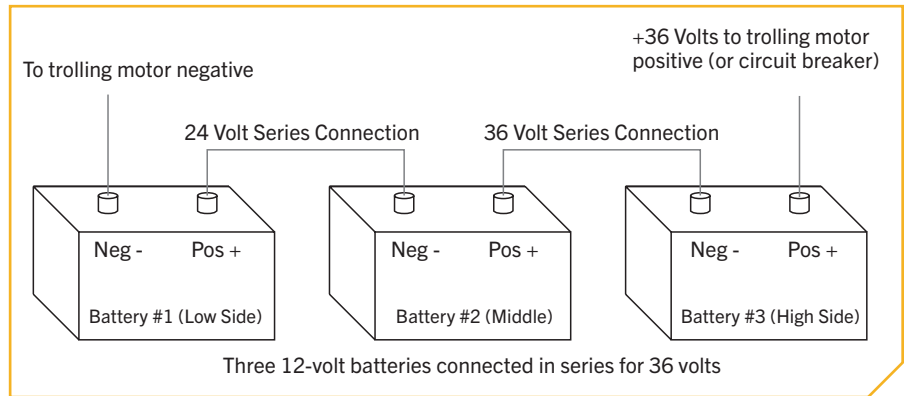 +36 Volts to trolling motor
positive (or circuit breaker)
To trolling motor negative
24 Volt Series Connection
36 Volt Series Connection
Neg -
Pos +
Neg -
Pos +
Neg -
Pos +
Battery #1 (Low Side)
Battery #2 (Middle)
Battery #3 (High Side)
Three 12-volt batteries connected in series for 36 volts